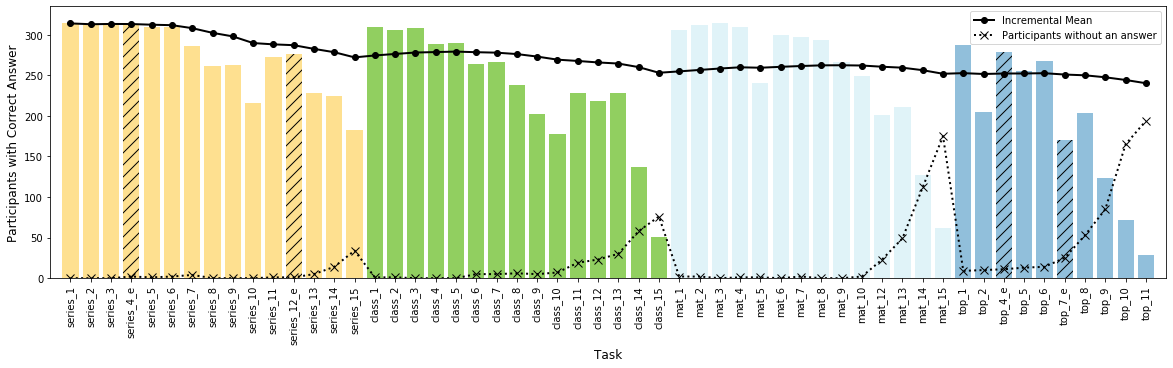 Incremental Mean
Participants without an answer
Participants with Correct Answer
300
250
200
150
100
50
0
series_1
series_2
series_3
series_4_e
series_5
series_6
series_7
series_8
series_9
series_10
series_11
series_12_e
series_13
series_14
series_15
class_1
class_2
class_3
class_4
class_5
class_6
class_7
class_8
class_9
class_10
class_11
class_12
class_13
class_14
class_15
mat_1
mat_2
mat_3
mat_4
mat_5
mat_6
mat_7
mat_8
mat_9
mat_10
mat_12
mat_13
mat_14
mat_15
top_1
top_2
top_4_e
top_5
top_6
top_7_e
top_8
top_9
top_10
top_11
Task